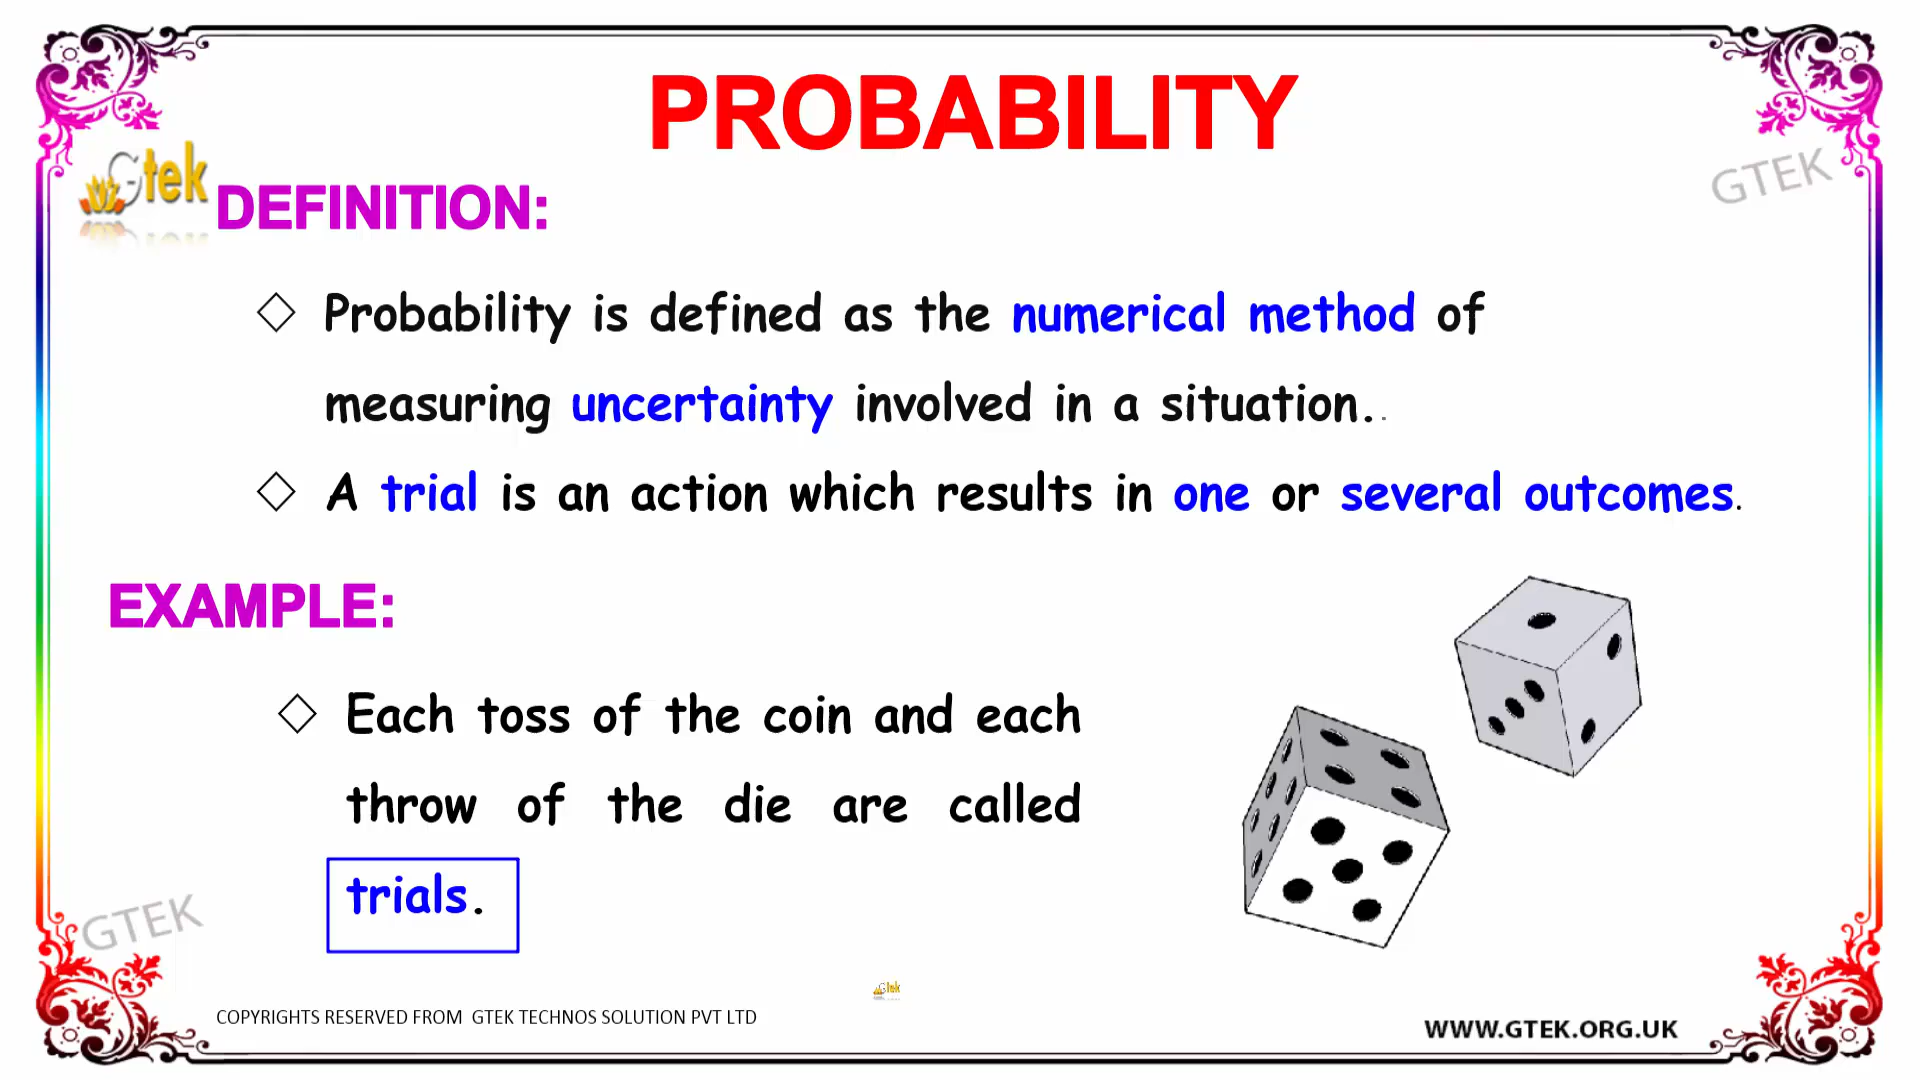 PROBABILITY
GTEK
Gtek
DEFINITION:
Probability is defined as the numerical method of
measuring uncertainty involved in a situation..
A trial is an action which results in one or several outcomes.
EXAMPLE:
Each toss of the coin and each
throw of the die are called
trials.
GTEK
Gtek
COPYRIGHTS RESERVED FROM GTEK TECHNOS SOLUTION PVT LTD
WWW.GTEK.ORG.UK